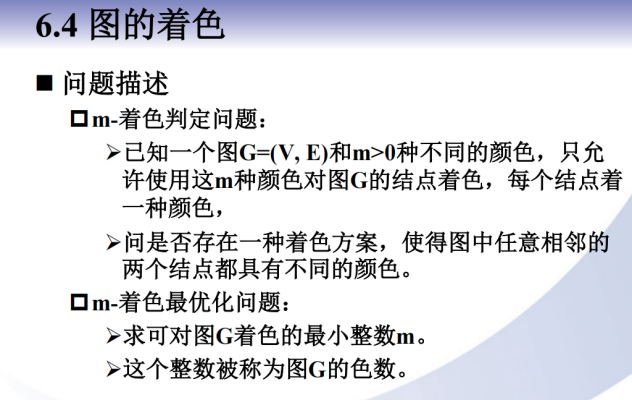 6.4 图的着色
■ 问题描述
m-着色判定问题：
➢已知一个图G=(V, E)和m>0种不同的颜色，只允
许使用这m种颜色对图G的结点着色，每个结点着
一种颜色，
➢问是否存在一种着色方案，使得图中任意相邻的
两个结点都具有不同的颜色。
m-着色最优化问题：
➢求可对图G着色的最小整数m。
➢这个整数被称为图G的色数。